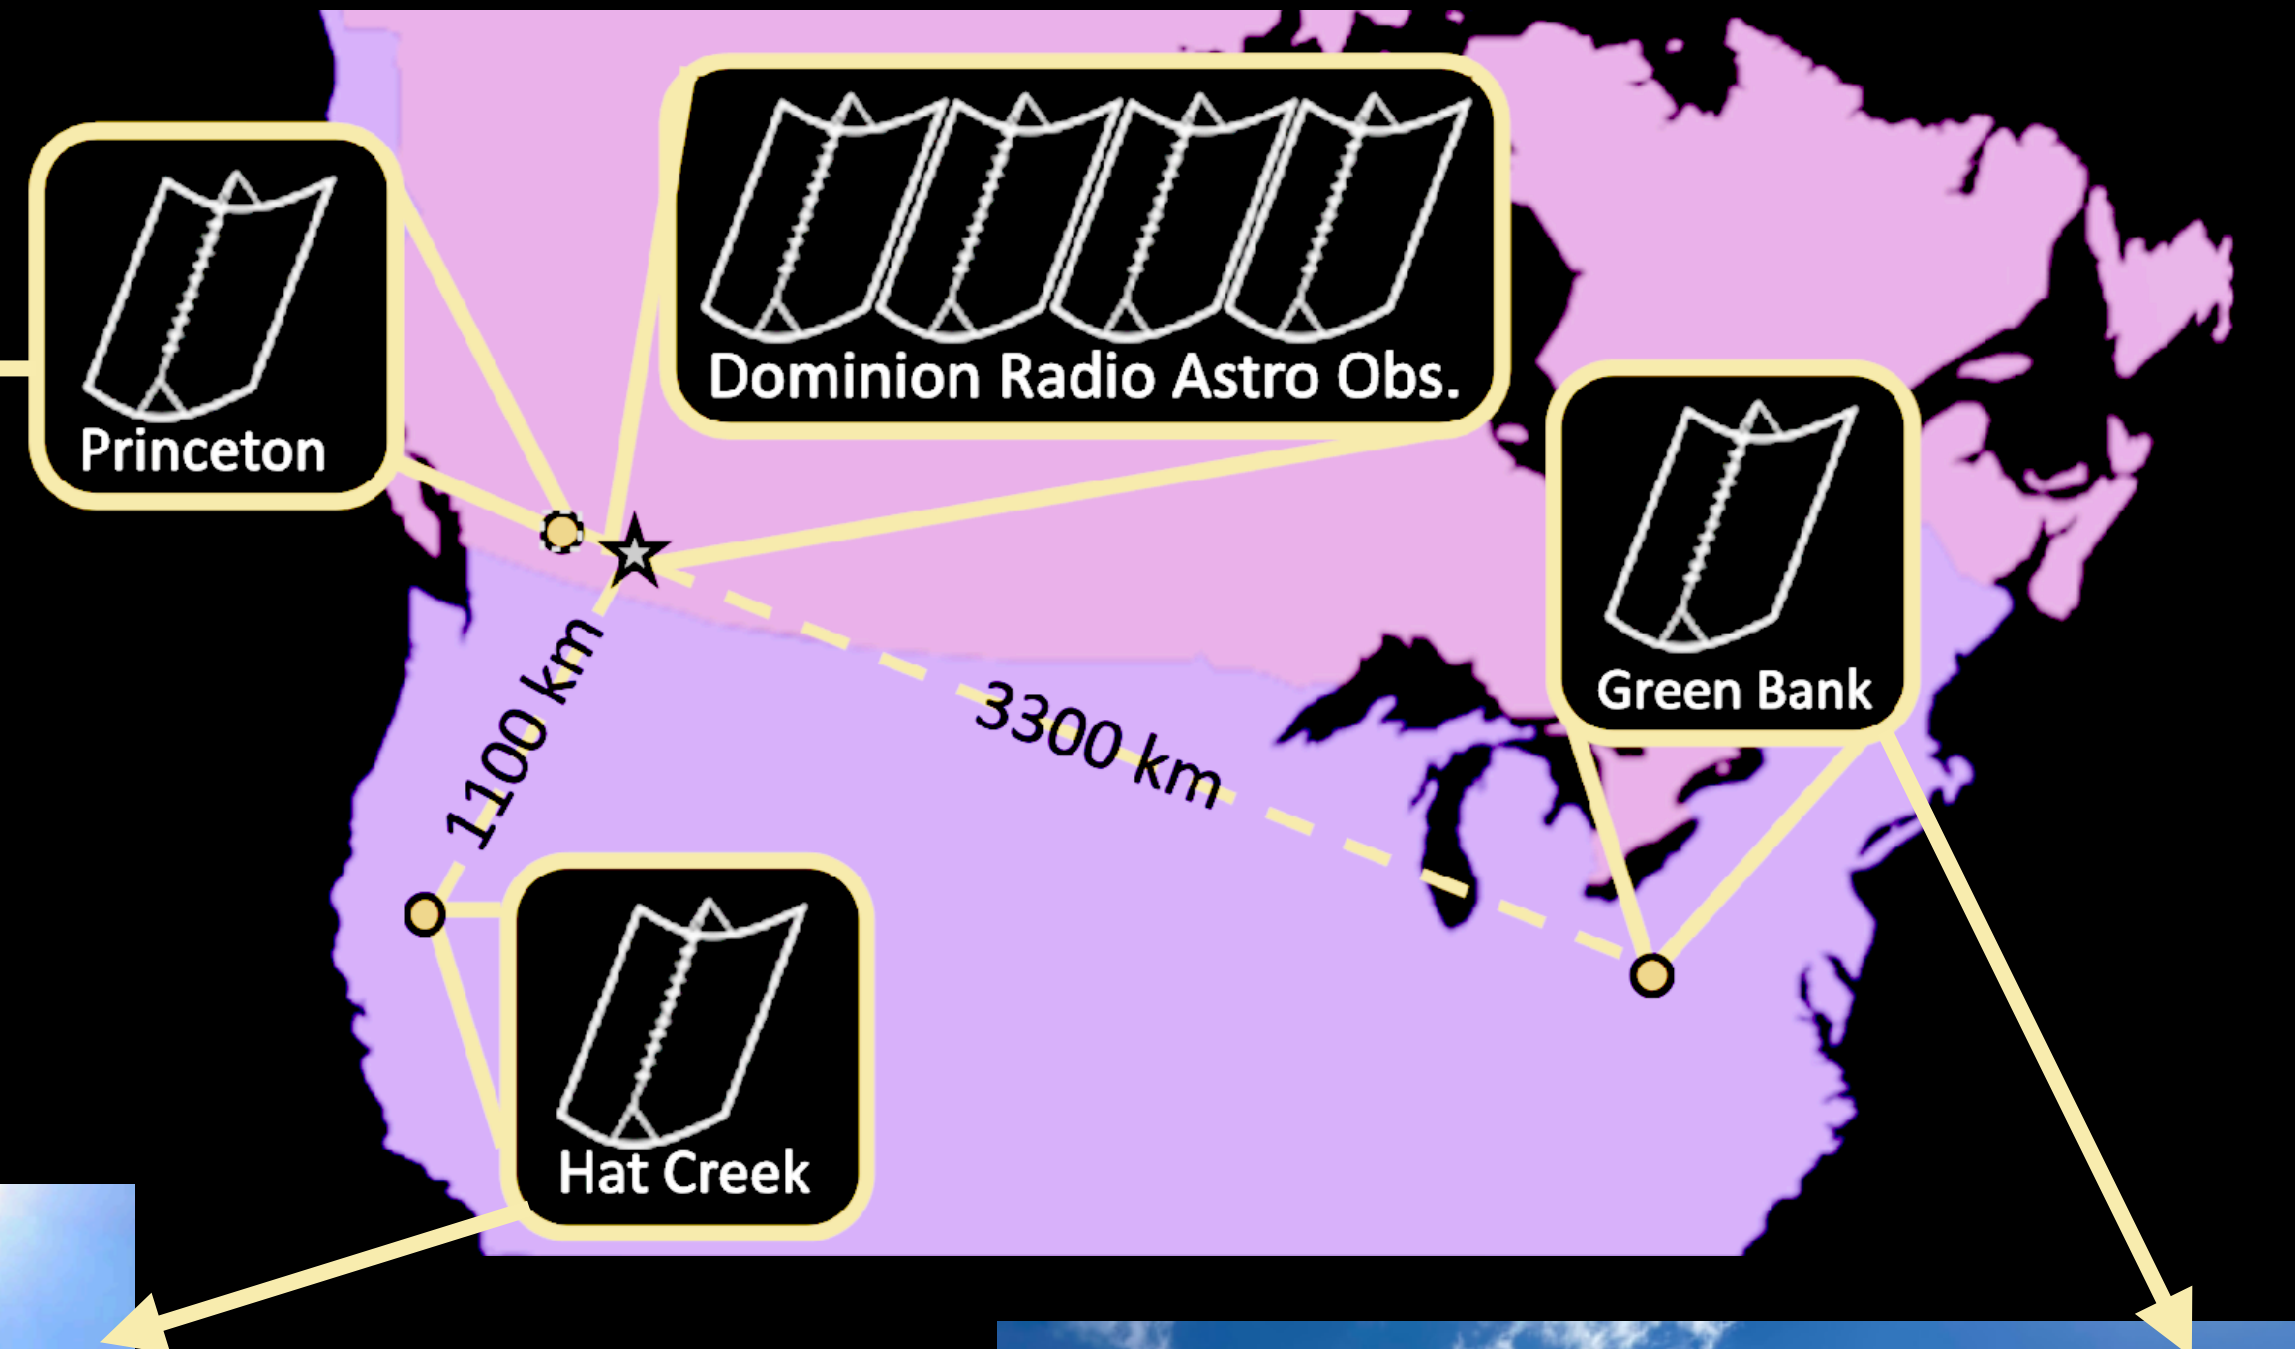 Dominion Radio Astro Obs.
Princeton
Green Bank
1100 km
3300 km
Hat Creek